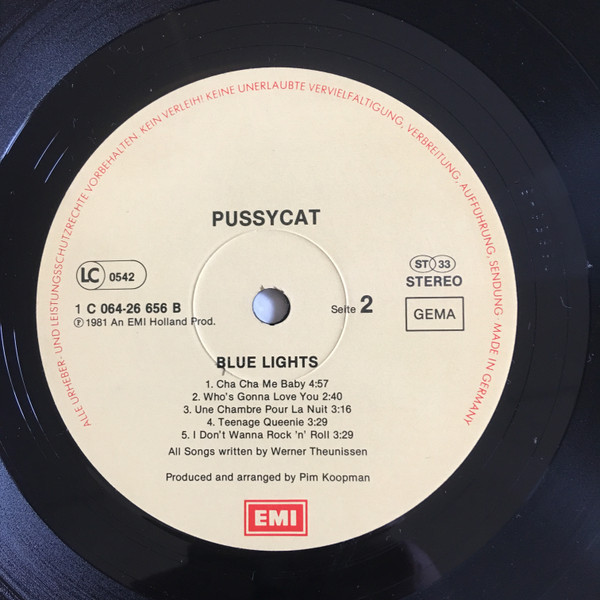 ALLE URHEBER- UND LEISTUNGSSCHUTZRECHTE VORBEHALTEN. KEIN VERLEIH! KEINE UNERLAUBTE VERVIELFÄLTIGUNG, VERBREITUNG, AUFFÜHRUNG, SENDUNG MADE IN GERMANY
PUSSYCAT
LC 0542
ST 33
STEREO
1 C 064-26 656 B
℗ 1981 An EMI Holland Prod.
Seite 2
GEMA
BLUE LIGHTS
1. Cha Cha Me Baby 4:57
2. Who's Gonna Love You 2:40
3. Une Chambre Pour La Nuit 3:16
4. Teenage Queenie 3:29
5. I Don't Wanna Rock 'n' Roll 3:29
All Songs written by Werner Theunissen
Produced and arranged by Pim Koopman
EMI